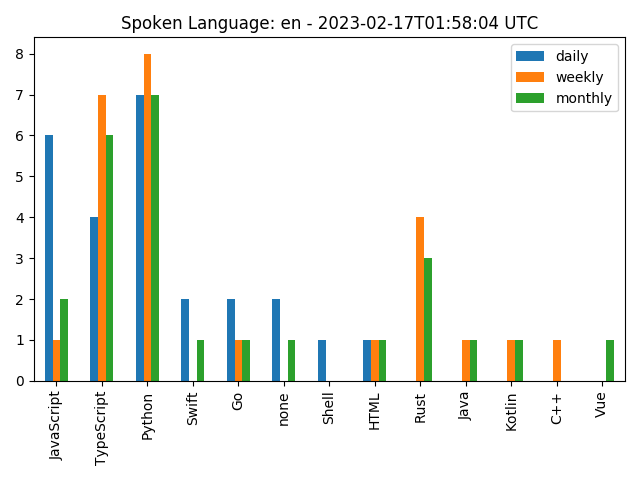 Spoken Language: en - 2023-02-17T01:58:04 UTC
daily
weekly
monthly
8
7
6
5
4
3
2
1
0
JavaScript
TypeScript
Python
Swift
Go
none
Shell
HTML
Rust
Java
Kotlin
C++
Vue